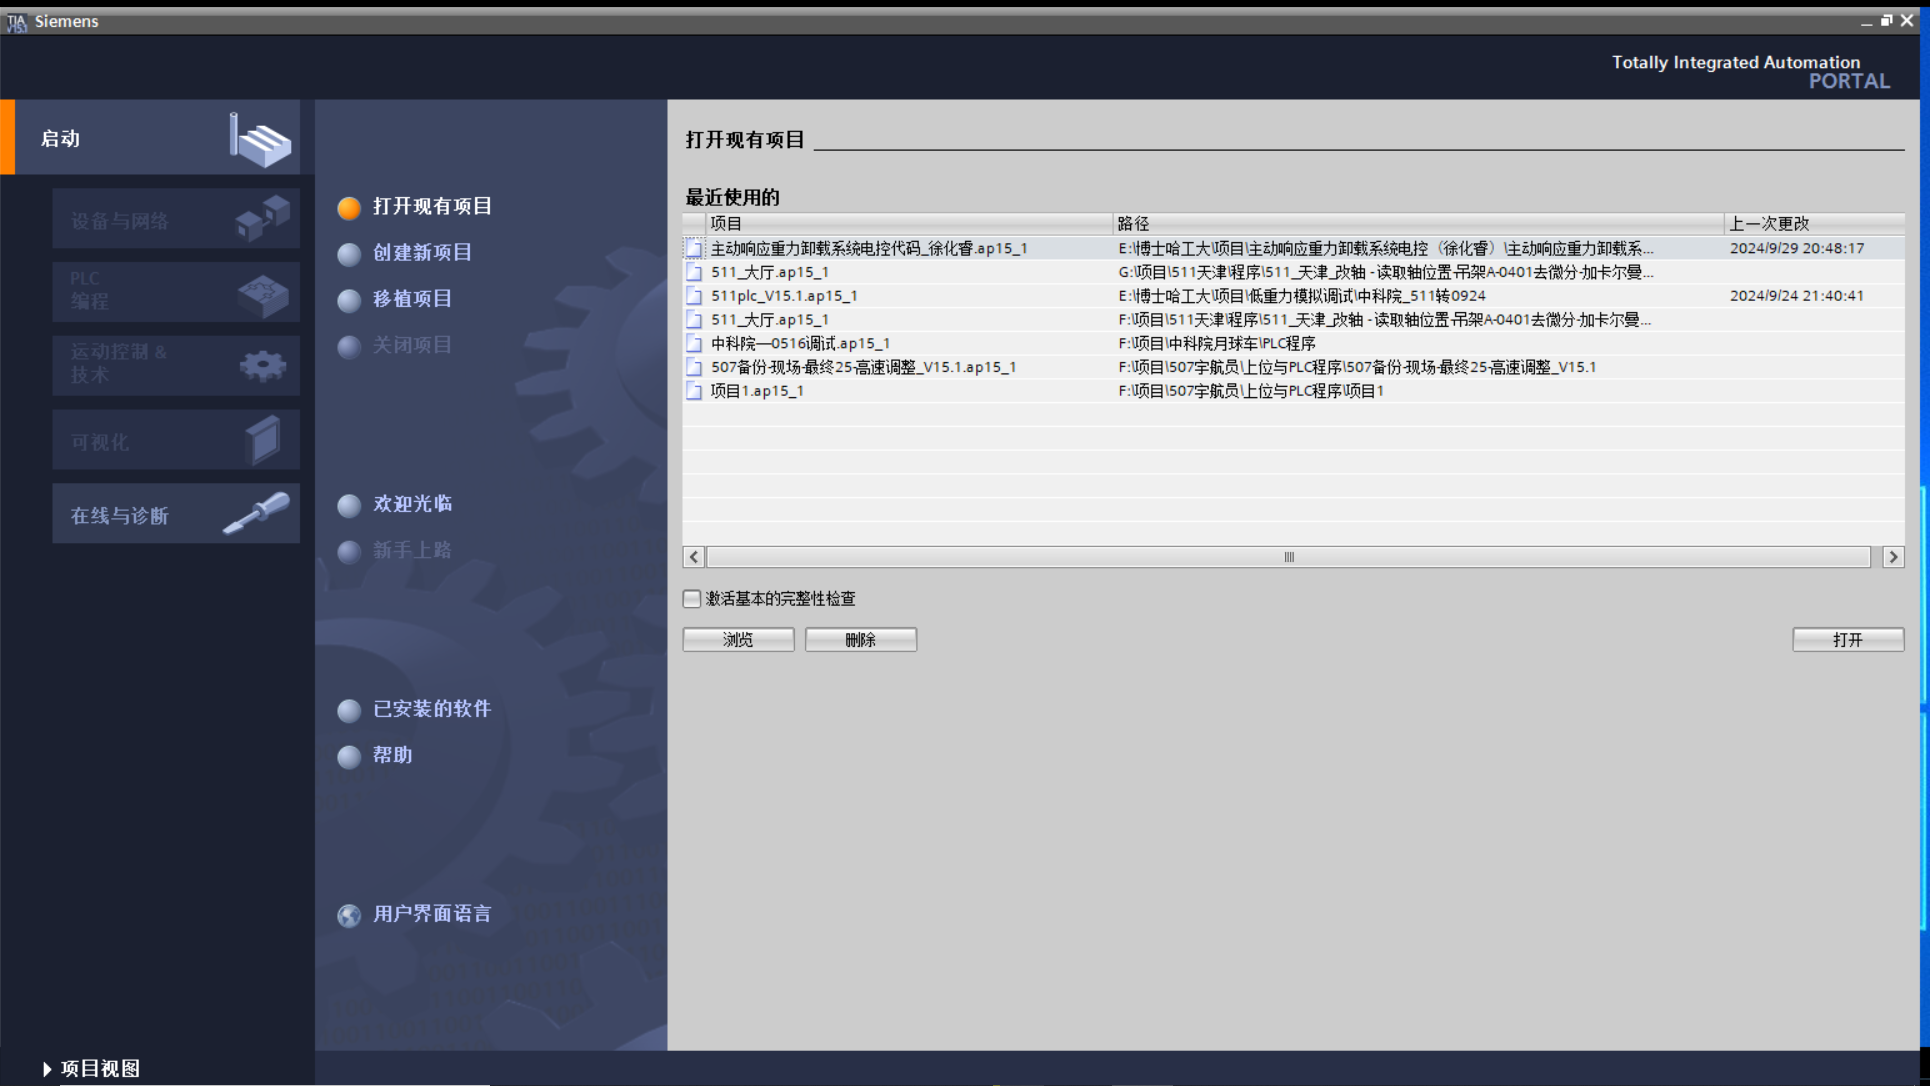 Siemens
Totally Integrated Automation
PORTAL
启动
设备与网络
PLC
编程
运动控制 &
技术
可视化
在线与诊断
打开现有项目
创建新项目
移植项目
关闭项目
欢迎光临
新手上路
已安装的软件
帮助
用户界面语言
打开现有项目
最近使用的
项目 路径 上一次更改
主动响应重力卸载系统电控代码_徐化睿.ap15_1 E:\博士哈工大\项目\主动响应重力卸载系统电控（徐化睿）\主动响应重力卸载系... 2024/9/29 20:48:17
511_大厅.ap15_1 G:\项目\511天津\程序\511_天津_改轴 - 读取轴位置-吊架A-0401去微分-加卡尔曼...
511plc_V15.1.ap15_1 E:\博士哈工大\项目\低重力模拟调试\中科院_511转0924 2024/9/24 21:40:41
511_大厅.ap15_1 F:\项目\511天津\程序\511_天津_改轴 - 读取轴位置-吊架A-0401去微分-加卡尔曼...
中科院—0516调试.ap15_1 F:\项目\中科院月球车\PLC程序
507备份-现场-最终25-高速调整_V15.1.ap15_1 F:\项目\507宇航员\上位与PLC程序\507备份-现场-最终25-高速调整_V15.1
项目1.ap15_1 F:\项目\507宇航员\上位与PLC程序\项目1
激活基本的完整性检查
浏览 删除 打开
项目视图